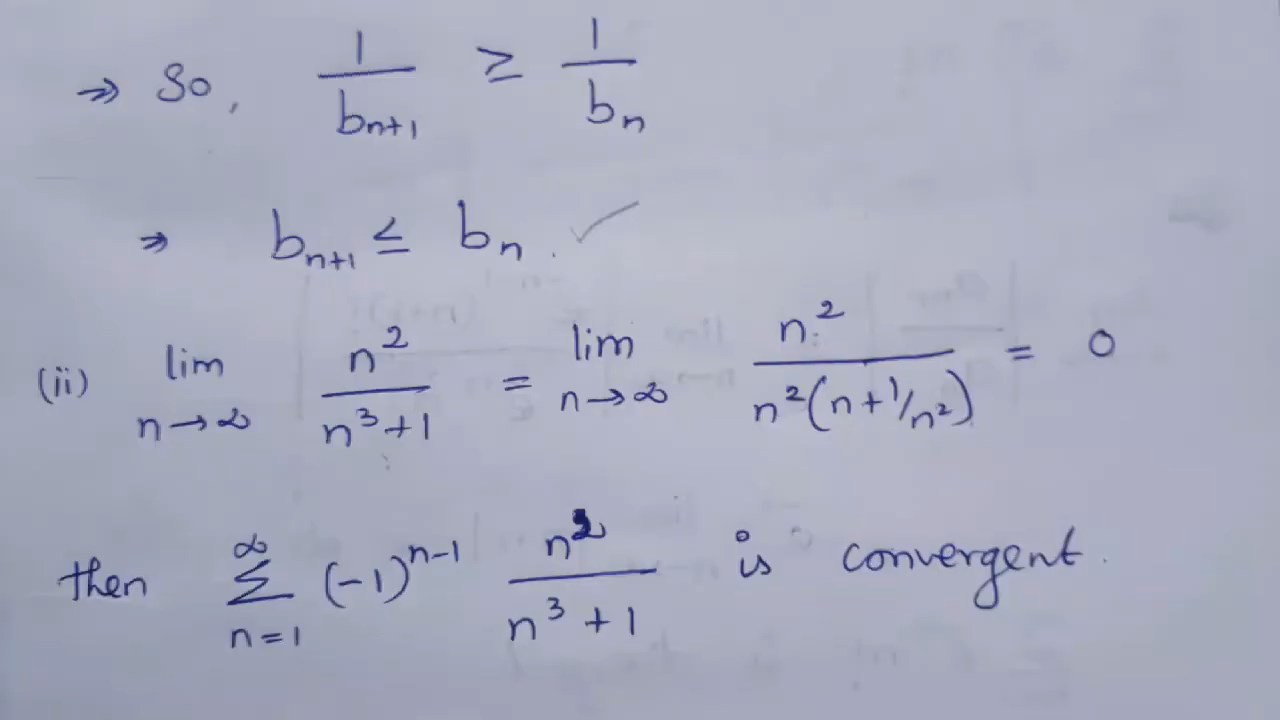 ⇒ So, 1/b_{n+1} ≥ 1/b_n
⇒ b_{n+1} ≤ b_n. ✓
(ii) lim_{n→∞} n²/(n³+1) = lim_{n→∞} n²/(n²(n+1/n²)) = 0
then ∑_{n=1}^{∞} (-1)^{n-1} n²/(n³+1) is convergent.